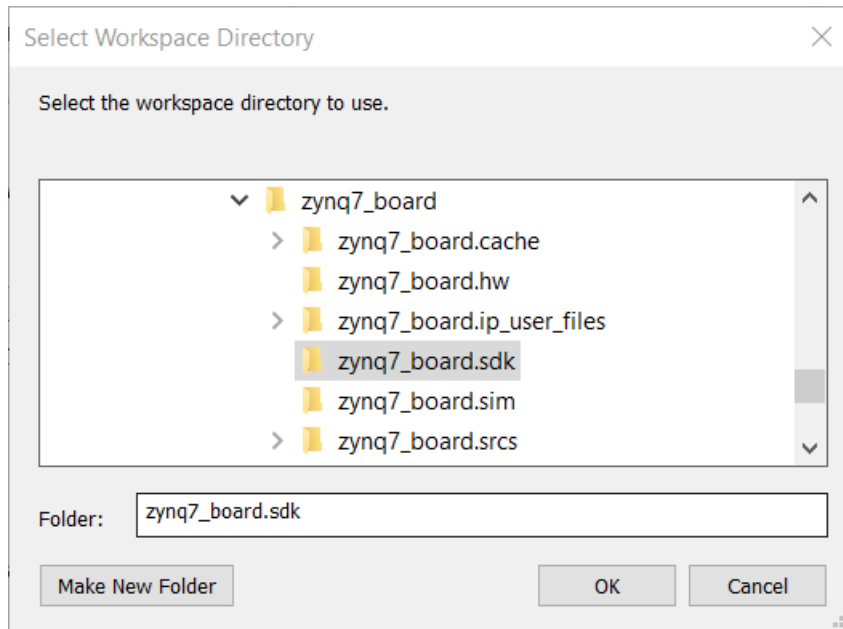 Select Workspace Directory
Select the workspace directory to use.
zynq7_board
zynq7_board.cache
zynq7_board.hw
zynq7_board.ip_user_files
zynq7_board.sdk
zynq7_board.sim
zynq7_board.srcs
Folder: zynq7_board.sdk
Make New Folder OK Cancel